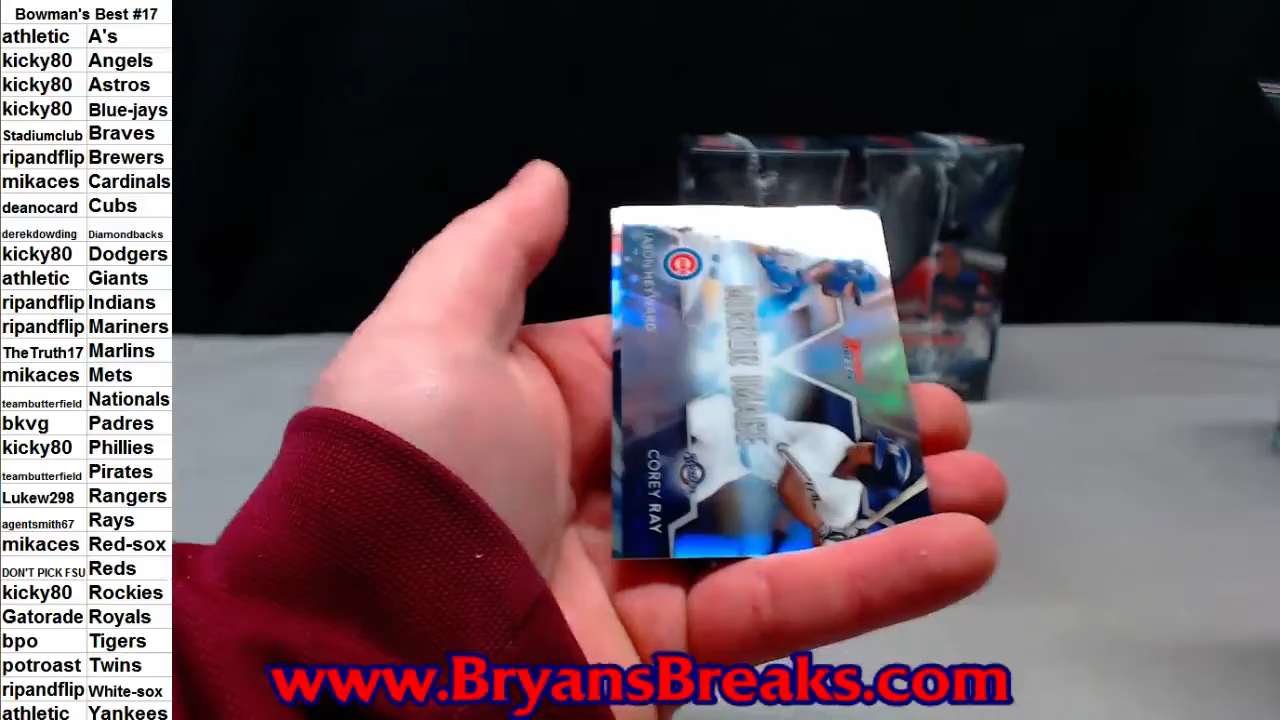 Bowman's Best #17
athletic A's
kicky80 Angels
kicky80 Astros
kicky80 Blue-jays
Stadiumclub Braves
ripandflip Brewers
mikaces Cardinals
deanocard Cubs
derekdowding Diamondbacks
kicky80 Dodgers
athletic Giants
ripandflip Indians
ripandflip Mariners
TheTruth17 Marlins
mikaces Mets
teambutterfield Nationals
bkvg Padres
kicky80 Phillies
teambutterfield Pirates
Lukew298 Rangers
agentsmith67 Rays
mikaces Red-sox
DON'T PICK FSU Reds
kicky80 Rockies
Gatorade Royals
bpo Tigers
potroast Twins
ripandflip White-sox
athletic Yankees
JASON HEYWARD
MIRROR IMAGE
COREY RAY
www.BryansBreaks.com